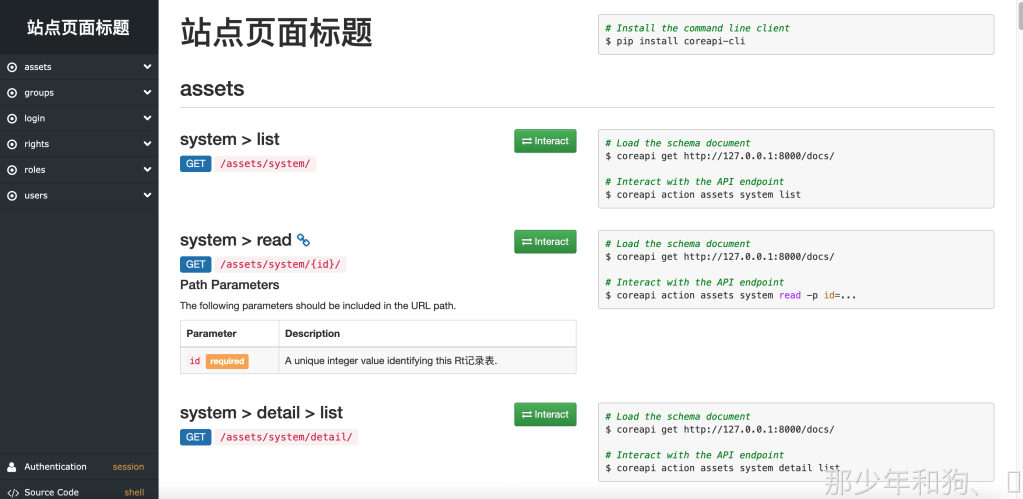 站点页面标题
assets
groups
login
rights
roles
users
Authentication session
Source Code shell
站点页面标题
# Install the command line client
$ pip install coreapi-cli
assets
system > list
Interact
GET /assets/system/
# Load the schema document
$ coreapi get http://127.0.0.1:8000/docs/
# Interact with the API endpoint
$ coreapi action assets system list
system > read
Interact
GET /assets/system/{id}/
Path Parameters
The following parameters should be included in the URL path.
Parameter Description
id required A unique integer value identifying this Rt记录表.
# Load the schema document
$ coreapi get http://127.0.0.1:8000/docs/
# Interact with the API endpoint
$ coreapi action assets system read -p id=...
system > detail > list
Interact
GET /assets/system/detail/
# Load the schema document
$ coreapi get http://127.0.0.1:8000/docs/
# Interact with the API endpoint
$ coreapi action assets system detail list
那少年和狗、